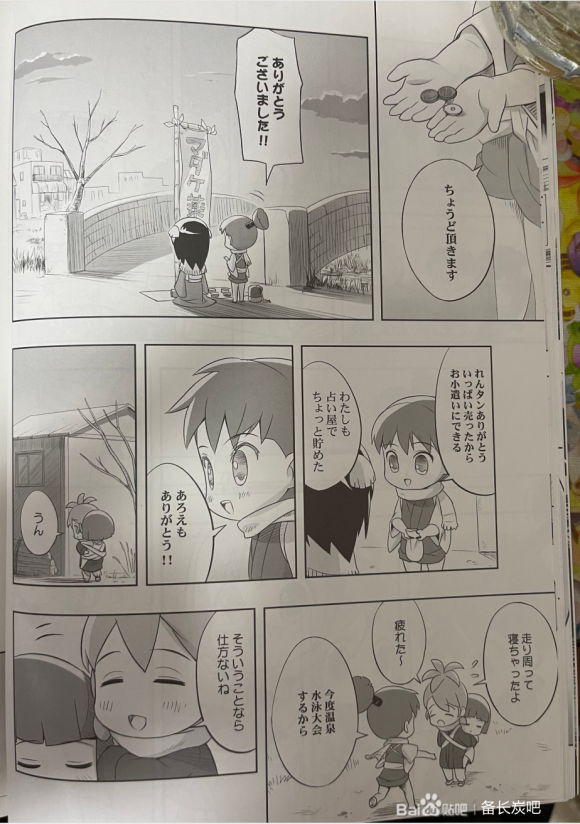 ちょうど頂きます
ありがとう
ございました!!
マダケ薬
れんタンありがとう
いっぱい売ったから
お小遣いにできる
わたしも
占い屋で
ちょっと貯めた
あろえも
ありがとう!!
うん
走り周って
寝ちゃったよ
疲れた〜
今度温泉
水泳大会
するから
そういうことなら
仕方ないね
Bai 贴吧 | 备长炭吧